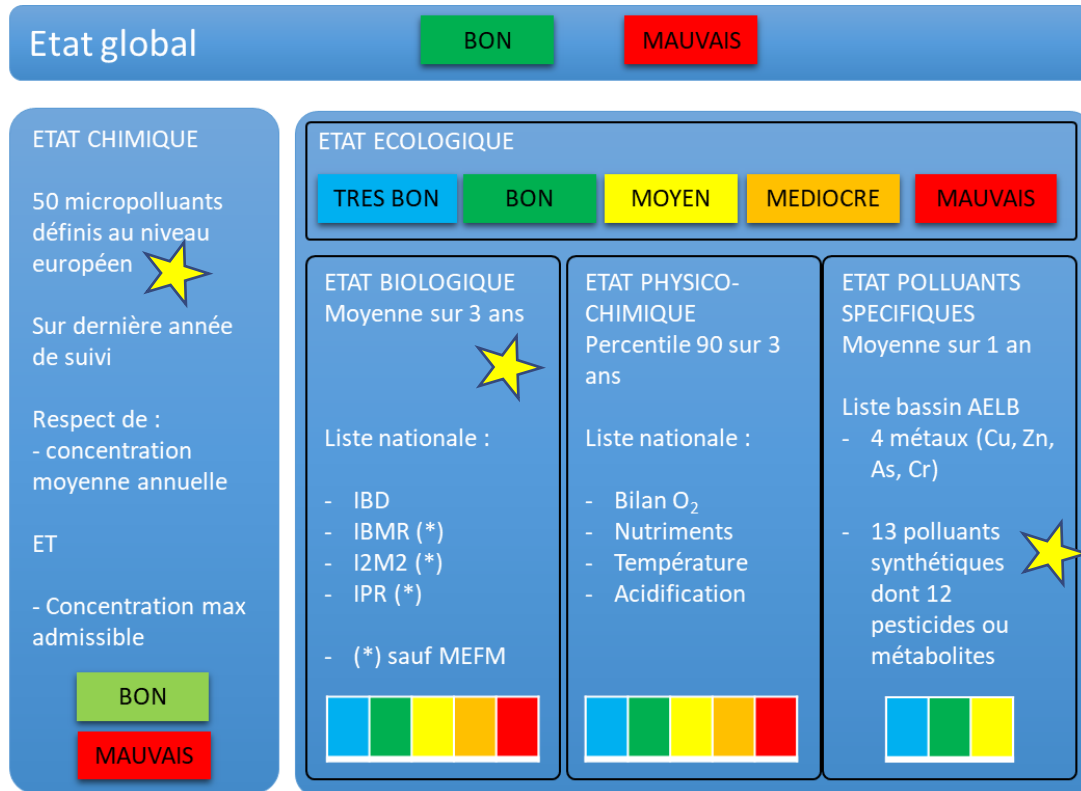 Etat global
BON
MAUVAIS
ETAT CHIMIQUE
50 micropolluants
définis au niveau
européen
Sur dernière année
de suivi
Respect de :
- concentration
moyenne annuelle
ET
- Concentration max
admissible
BON
MAUVAIS
ETAT ECOLOGIQUE
TRES BON
BON
MOYEN
MEDIOCRE
MAUVAIS
ETAT BIOLOGIQUE
Moyenne sur 3 ans
Liste nationale :
- IBD
- IBMR (*)
- I2M2 (*)
- IPR (*)
- (*) sauf MEFM
ETAT PHYSICO-
CHIMIQUE
Percentile 90 sur 3
ans
Liste nationale :
- Bilan O₂
- Nutriments
- Température
- Acidification
ETAT POLLUANTS
SPECIFIQUES
Moyenne sur 1 an
Liste bassin AELB
- 4 métaux (Cu, Zn,
As, Cr)
- 13 polluants
synthétiques
dont 12
pesticides ou
métabolites